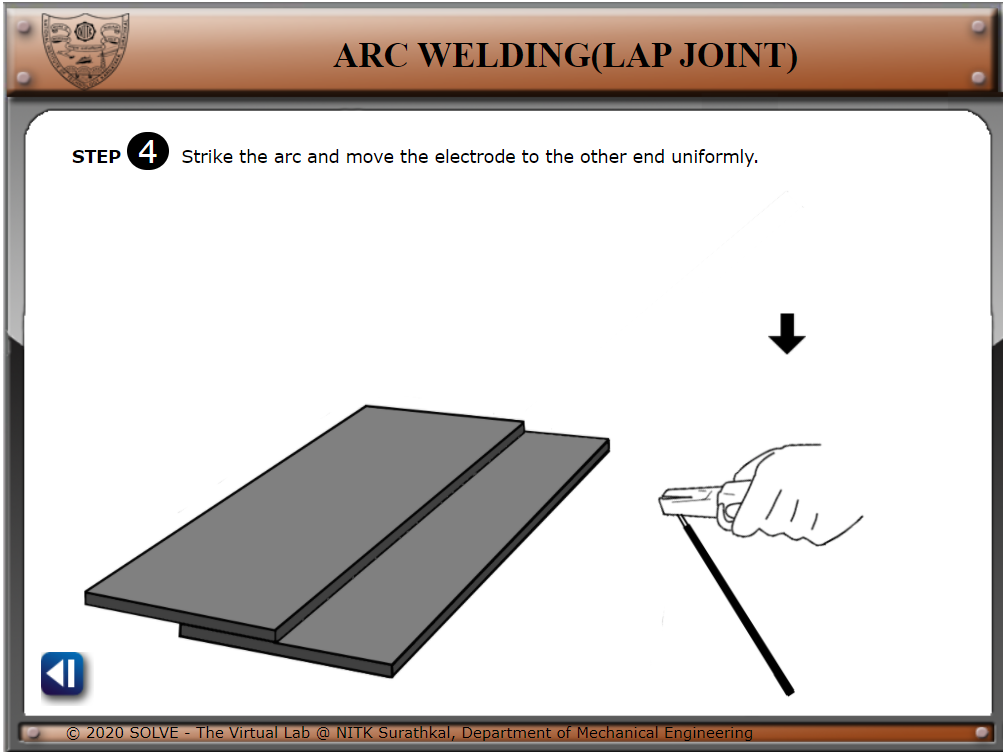 ARC WELDING(LAP JOINT)
STEP 4 Strike the arc and move the electrode to the other end uniformly.
© 2020 SOLVE - The Virtual Lab @ NITK Surathkal, Department of Mechanical Engineering